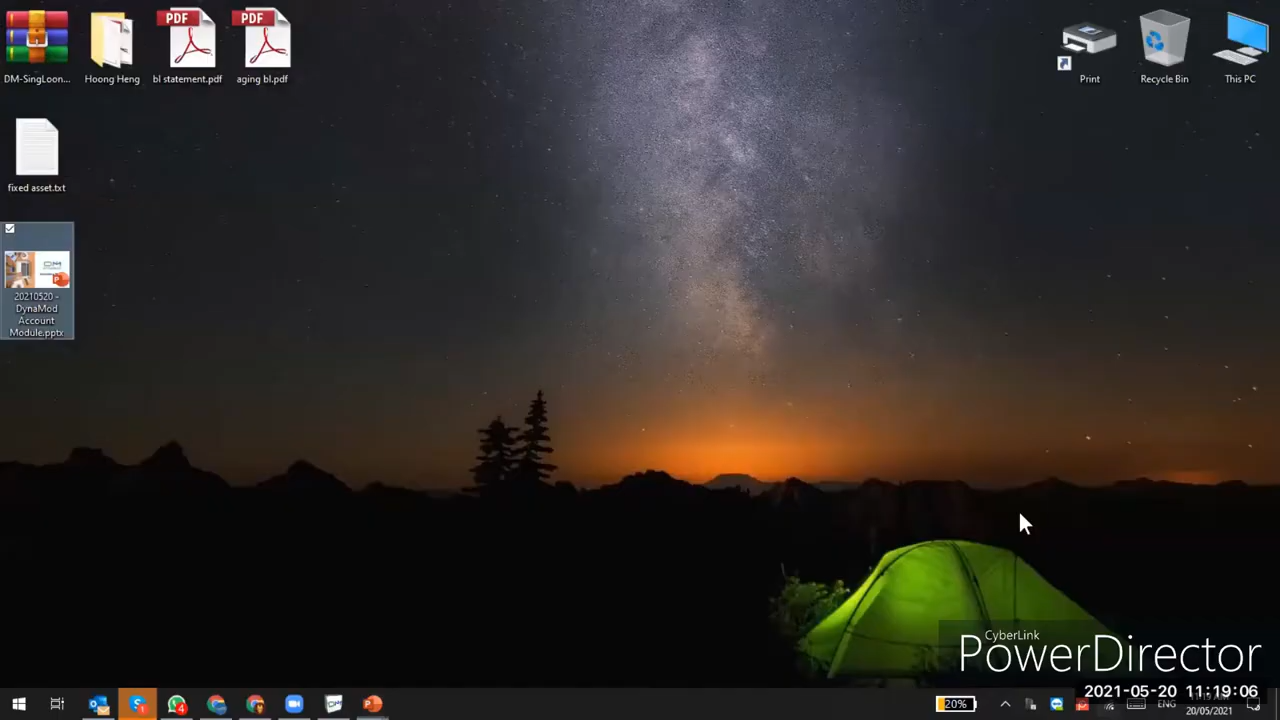 DM-SingLoon...
Hoong Heng
PDF
bl statement.pdf
PDF
aging bl.pdf
Print
Recycle Bin
This PC
fixed asset.txt
20210520 -
DynaMod
Account
Module.pptx
CyberLink
PowerDirector
2021-05-20 11:19:06
20%
ENG
20/05/2021